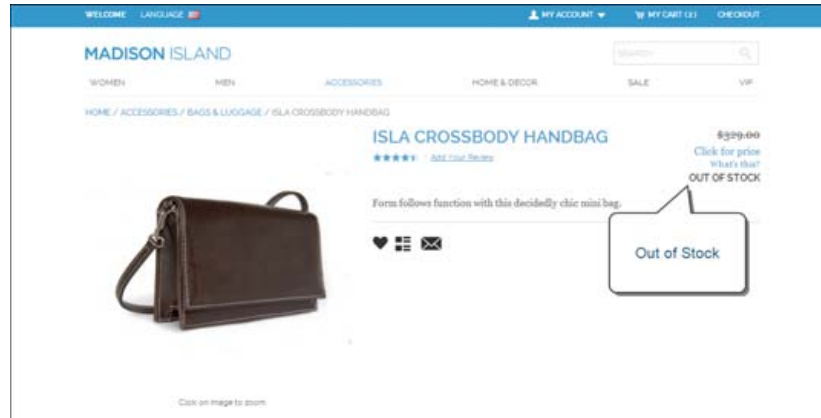 WELCOME LANGUAGE
MY ACCOUNT MY CART (2) CHECKOUT
MADISON ISLAND
SEARCH
WOMEN MEN ACCESSORIES HOME & DECOR SALE VIP
HOME / ACCESSORIES / BAGS & LUGGAGE / ISLA CROSSBODY HANDBAG
ISLA CROSSBODY HANDBAG
$329.00
Add Your Review
Click for price
What's this?
OUT OF STOCK
Form follows function with this decidedly chic mini bag.
Out of Stock
Click on image to zoom